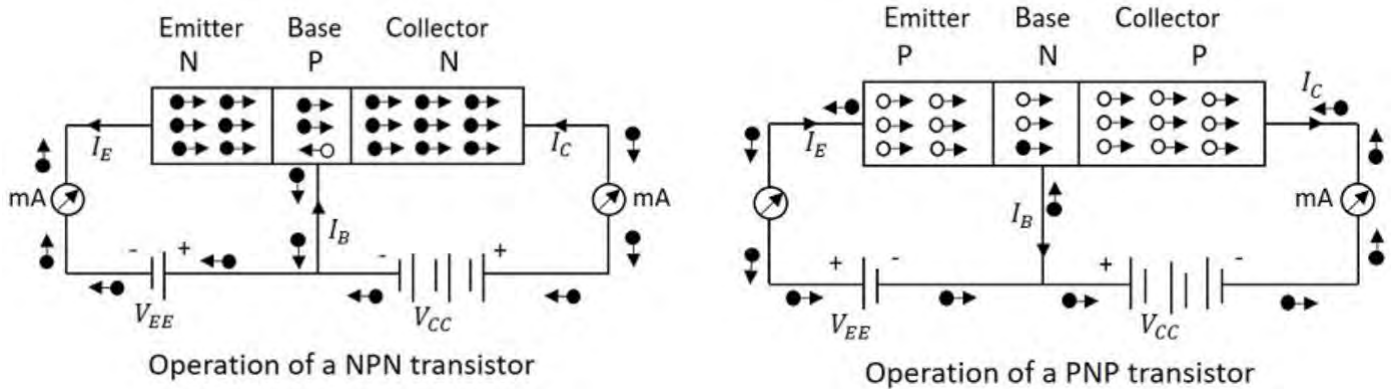 Emitter Base Collector
N P N
I_E I_C
mA mA
I_B
- + - +
V_EE V_CC
Operation of a NPN transistor
Emitter Base Collector
P N P
I_C
I_E
mA
I_B
+ - + -
V_EE V_CC
Operation of a PNP transistor